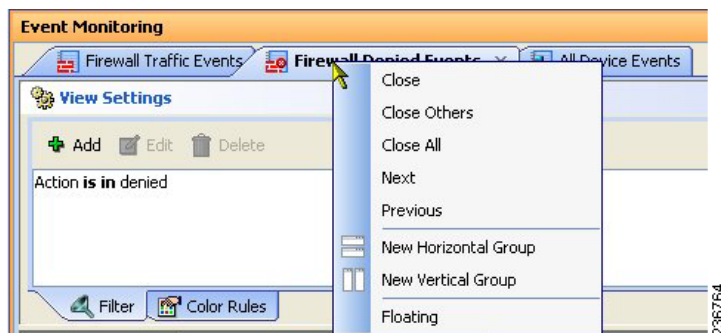 Event Monitoring
Firewall Traffic Events
Firewall Denied Events
All Device Events
View Settings
Add Edit Delete
Action is in denied
Close
Close Others
Close All
Next
Previous
New Horizontal Group
New Vertical Group
Floating
Filter Color Rules